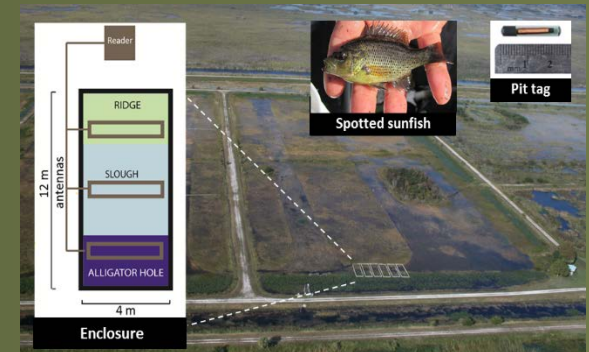 Reader
RIDGE
SLOUGH
ALLIGATOR HOLE
12 m
antennas
4 m
Enclosure
Spotted sunfish
Pit tag